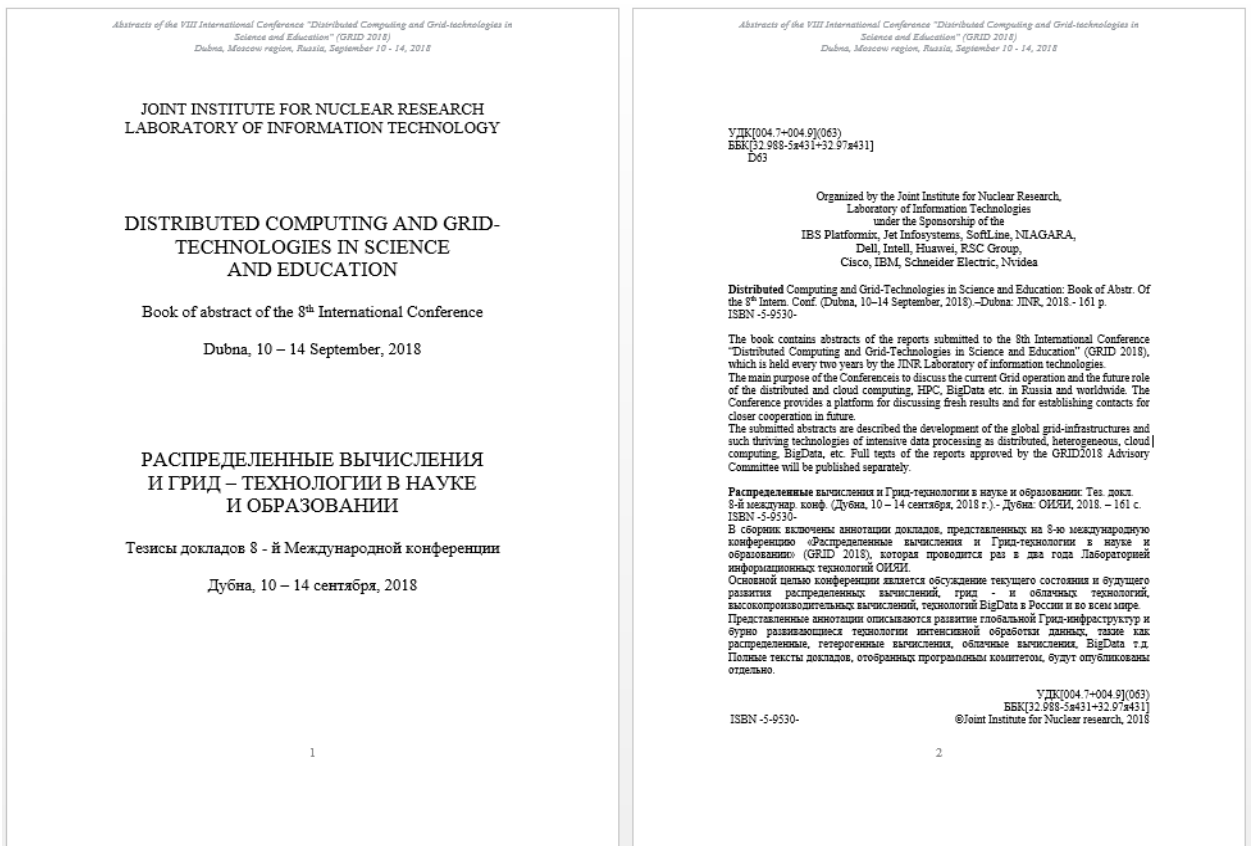 Abstracts of the VIII International Conference "Distributed Computing and Grid-technologies in
Science and Education" (GRID 2018)
Dubna, Moscow region, Russia, September 10 - 14, 2018
JOINT INSTITUTE FOR NUCLEAR RESEARCH
LABORATORY OF INFORMATION TECHNOLOGY
DISTRIBUTED COMPUTING AND GRID-
TECHNOLOGIES IN SCIENCE
AND EDUCATION
Book of abstract of the 8th International Conference
Dubna, 10 – 14 September, 2018
РАСПРЕДЕЛЕННЫЕ ВЫЧИСЛЕНИЯ
И ГРИД – ТЕХНОЛОГИИ В НАУКЕ
И ОБРАЗОВАНИИ
Тезисы докладов 8 - й Международной конференции
Дубна, 10 – 14 сентября, 2018
1
Abstracts of the VIII International Conference "Distributed Computing and Grid-technologies in
Science and Education" (GRID 2018)
Dubna, Moscow region, Russia, September 10 - 14, 2018
УДК[004.7+004.9](063)
ББК[32.988-5я431+32.97я431]
D63
Organized by the Joint Institute for Nuclear Research,
Laboratory of Information Technologies
under the Sponsorship of the
IBS Platformix, Jet Infosystems, SoftLine, NIAGARA,
Dell, Intell, Huawei, RSC Group,
Cisco, IBM, Schneider Electric, Nvidea
Distributed Computing and Grid-Technologies in Science and Education: Book of Abstr. Of
the 8th Intern. Conf. (Dubna, 10–14 September, 2018).–Dubna: JINR, 2018.- 161 p.
ISBN -5-9530-
The book contains abstracts of the reports submitted to the 8th International Conference
"Distributed Computing and Grid-Technologies in Science and Education" (GRID 2018),
which is held every two years by the JINR Laboratory of information technologies.
The main purpose of the Conferenceis to discuss the current Grid operation and the future role
of the distributed and cloud computing, HPC, BigData etc. in Russia and worldwide. The
Conference provides a platform for discussing fresh results and for establishing contacts for
closer cooperation in future.
The submitted abstracts are described the development of the global grid-infrastructures and
such thriving technologies of intensive data processing as distributed, heterogeneous, cloud
computing, BigData, etc. Full texts of the reports approved by the GRID2018 Advisory
Committee will be published separately.
Распределенные вычисления и Грид-технологии в науке и образовании: Тез. докл.
8-й междунар. конф. (Дубна, 10 – 14 сентября, 2018 г.).- Дубна: ОИЯИ, 2018. – 161 с.
ISBN -5-9530-
В сборник включены аннотации докладов, представленных на 8-ю международную
конференцию «Распределенные вычисления и Грид-технологии в науке и
образовании» (GRID 2018), которая проводится раз в два года Лабораторией
информационных технологий ОИЯИ.
Основной целью конференции является обсуждение текущего состояния и будущего
развития распределенных вычислений, грид - и облачных технологий,
высокопроизводительных вычислений, технологий BigData в России и во всем мире.
Представленные аннотации описываются развитие глобальной Грид-инфраструктур и
бурно развивающиеся технологии интенсивной обработки данных, такие как
распределенные, гетерогенные вычисления, облачные вычисления, BigData т.д.
Полные тексты докладов, отобранных программным комитетом, будут опубликованы
отдельно.
УДК[004.7+004.9](063)
ББК[32.988-5я431+32.97я431]
ISBN -5-9530- ©Joint Institute for Nuclear research, 2018
2